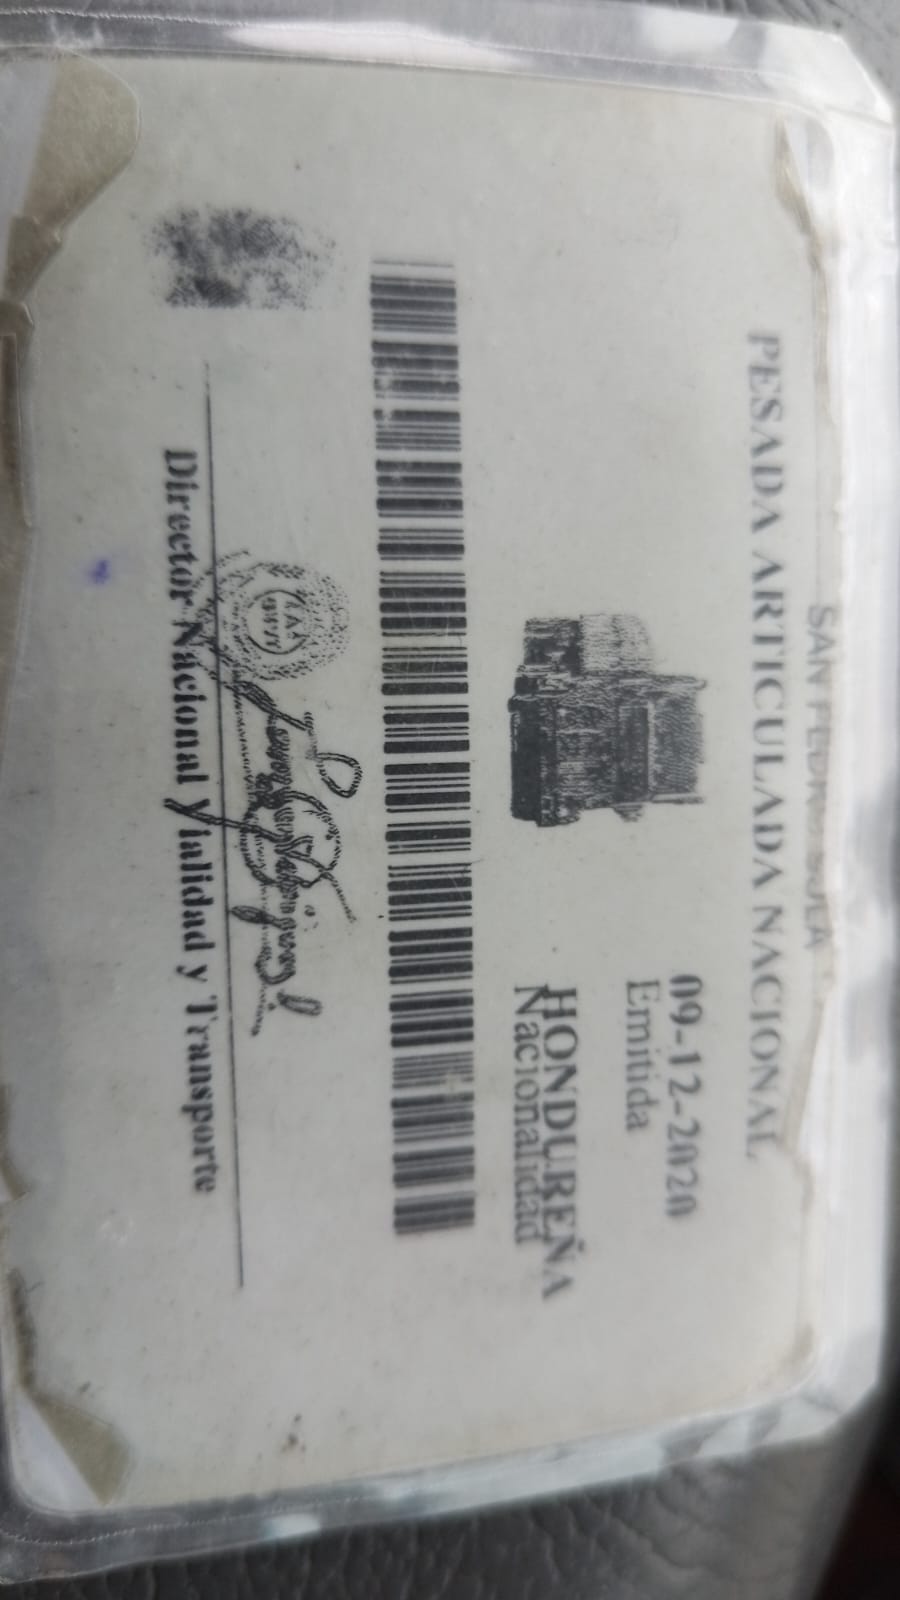 SAN PEDRO SULA
PESADA ARTICULADA NACIONAL
09-12-2020
Emitida
HONDUREÑA
Nacionalidad
Director Nacional Vialidad y Transporte